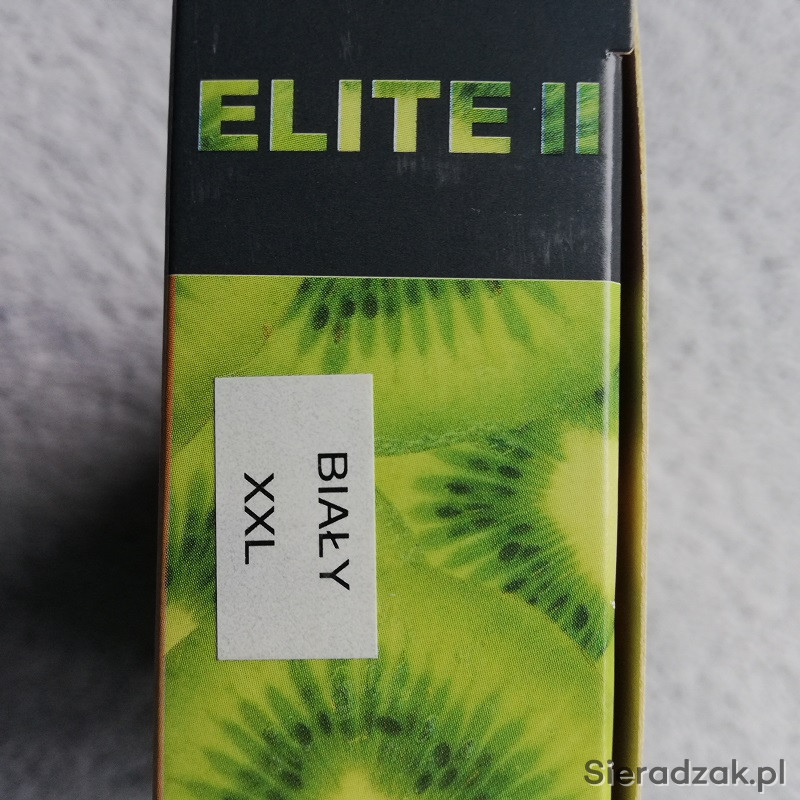 ELITE II
BIAŁY
XXL
Sieradzak.pl